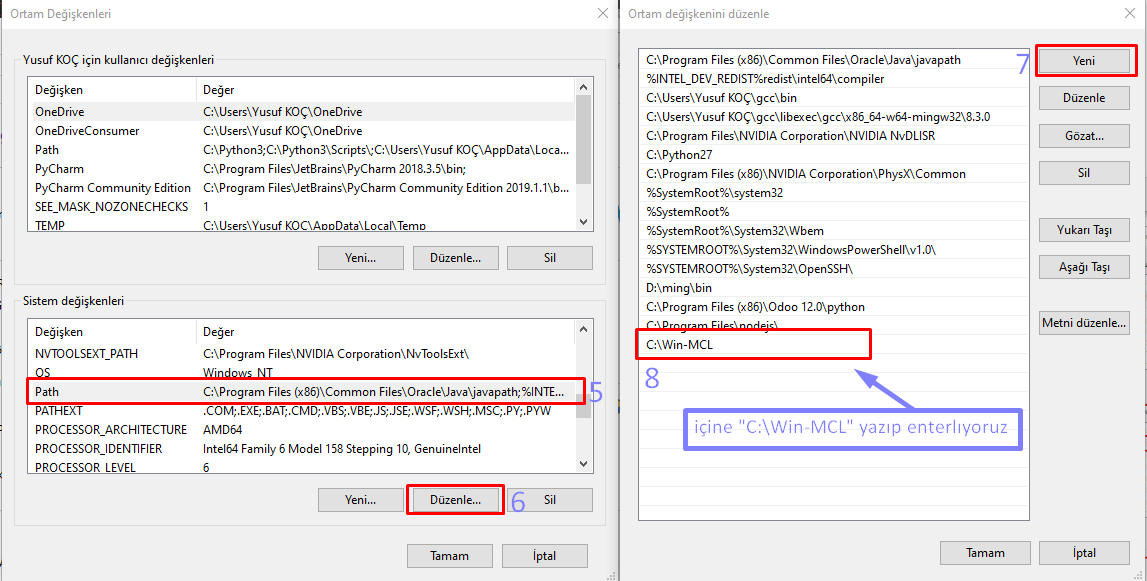 Ortam Değişkenleri
Yusuf KOÇ için kullanıcı değişkenleri
Değişken Değer
OneDrive C:\Users\Yusuf KOÇ\OneDrive
OneDriveConsumer C:\Users\Yusuf KOÇ\OneDrive
Path C:\Python3;C:\Python3\Scripts\;C:\Users\Yusuf KOÇ\AppData\Loca...
PyCharm C:\Program Files\JetBrains\PyCharm 2018.3.5\bin;
PyCharm Community Edition C:\Program Files\JetBrains\PyCharm Community Edition 2019.1.1\b...
SEE_MASK_NOZONECHECKS 1
TEMP C:\Users\Yusuf KOÇ\AppData\Local\Temp
Yeni... Düzenle... Sil
Sistem değişkenleri
Değişken Değer
NVTOOLSEXT_PATH C:\Program Files\NVIDIA Corporation\NvToolsExt\
OS Windows_NT
Path C:\Program Files (x86)\Common Files\Oracle\Java\javapath;%INTE...
5
PATHEXT .COM;.EXE;.BAT;.CMD;.VBS;.VBE;.JS;.JSE;.WSF;.WSH;.MSC;.PY;.PYW
PROCESSOR_ARCHITECTURE AMD64
PROCESSOR_IDENTIFIER Intel64 Family 6 Model 158 Stepping 10, GenuineIntel
PROCESSOR_LEVEL 6
Yeni... Düzenle... 6 Sil
Tamam İptal
Ortam değişkenini düzenle
C:\Program Files (x86)\Common Files\Oracle\Java\javapath
%INTEL_DEV_REDIST%redist\intel64\compiler
C:\Users\Yusuf KOÇ\gcc\bin
C:\Users\Yusuf KOÇ\gcc\libexec\gcc\x86_64-w64-mingw32\8.3.0
C:\Program Files\NVIDIA Corporation\NVIDIA NvDLISR
C:\Python27
C:\Program Files (x86)\NVIDIA Corporation\PhysX\Common
%SystemRoot%\system32
%SystemRoot%
%SystemRoot%\System32\Wbem
%SYSTEMROOT%\System32\WindowsPowerShell\v1.0\
%SYSTEMROOT%\System32\OpenSSH\
D:\ming\bin
C:\Program Files (x86)\Odoo 12.0\python
C:\Program Files\nodejs\
C:\Win-MCL
8
içine "C:\Win-MCL" yazıp enterlıyoruz
7 Yeni
Düzenle
Gözat...
Sil
Yukarı Taşı
Aşağı Taşı
Metni düzenle...
Tamam İptal